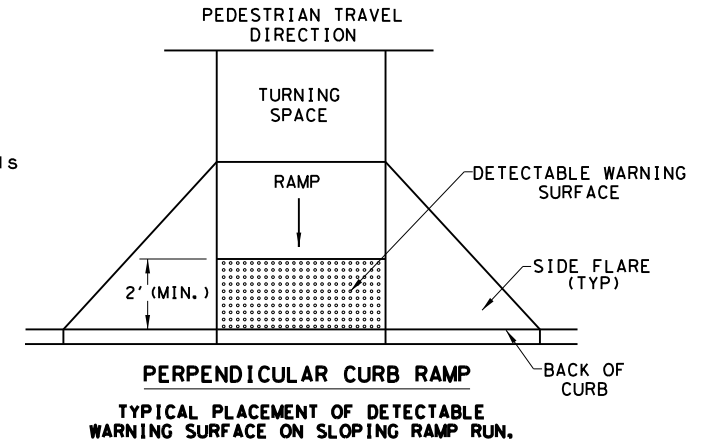 PEDESTRIAN TRAVEL
DIRECTION
TURNING
SPACE
ls
RAMP
DETECTABLE WARNING
SURFACE
SIDE FLARE
(TYP)
2' (MIN.)
PERPENDICULAR CURB RAMP
BACK OF
CURB
TYPICAL PLACEMENT OF DETECTABLE
WARNING SURFACE ON SLOPING RAMP RUN.